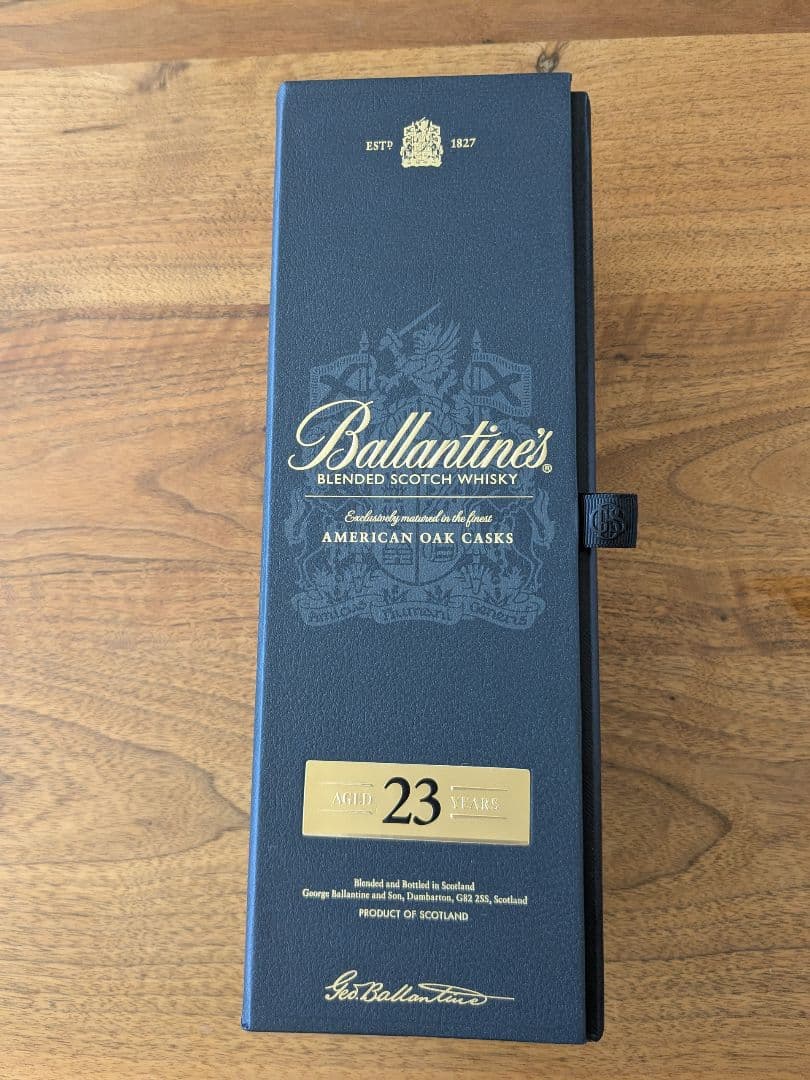 ESTD 1827
Ballantine's®
BLENDED SCOTCH WHISKY
Exclusively matured in the finest
AMERICAN OAK CASKS
Amicus Humani Generis
AGED 23 YEARS
Blended and Bottled in Scotland
George Ballantine and Son, Dumbarton, G82 2SS, Scotland
PRODUCT OF SCOTLAND
Geo. Ballantine